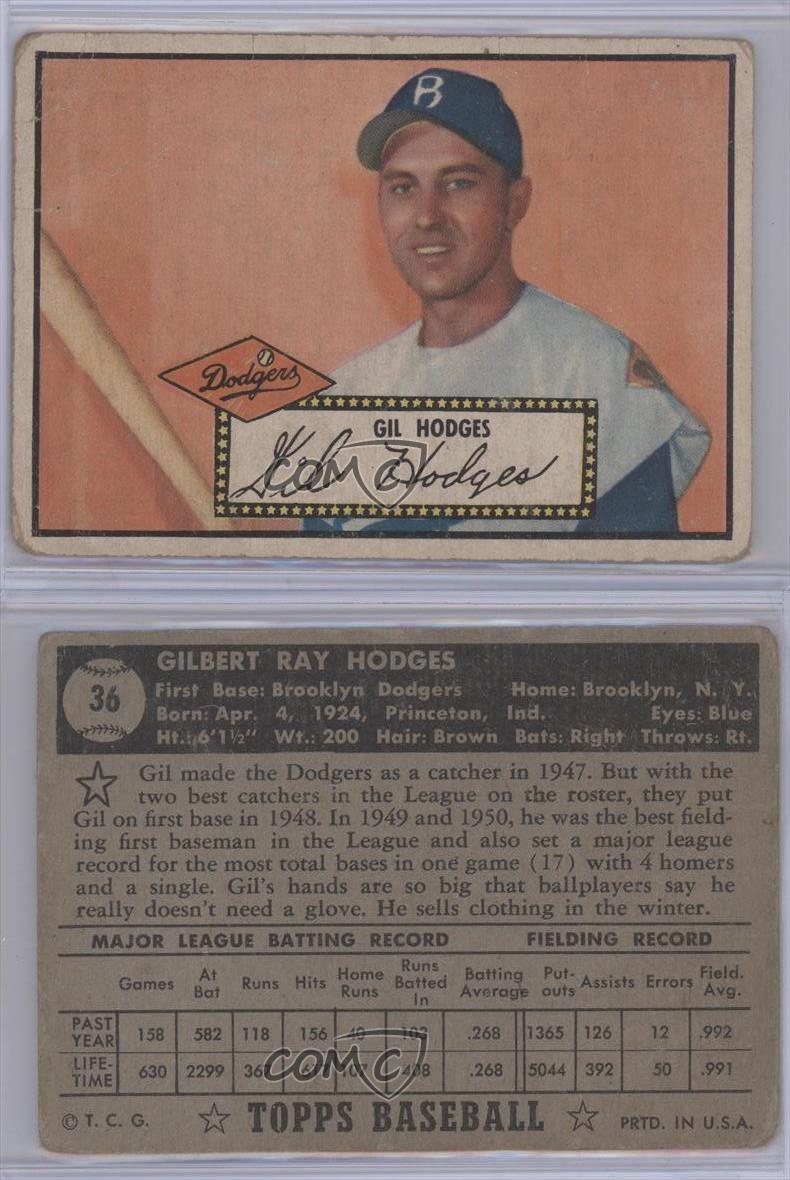 B
Dodgers
GIL HODGES
Gil Hodges
COMC
36
GILBERT RAY HODGES
First Base: Brooklyn Dodgers Home: Brooklyn, N. Y.
Born: Apr. 4, 1924, Princeton, Ind. Eyes: Blue
Ht.: 6'1½" Wt.: 200 Hair: Brown Bats: Right Throws: Rt.
Gil made the Dodgers as a catcher in 1947. But with the
two best catchers in the League on the roster, they put
Gil on first base in 1948. In 1949 and 1950, he was the best field-
ing first baseman in the League and also set a major league
record for the most total bases in one game (17) with 4 homers
and a single. Gil's hands are so big that ballplayers say he
really doesn't need a glove. He sells clothing in the winter.
MAJOR LEAGUE BATTING RECORD FIELDING RECORD
Games At Bat Runs Hits Home Runs Runs Batted In Batting Average Put-outs Assists Errors Field. Avg.
PAST YEAR 158 582 118 156 40 103 .268 1365 126 12 .992
LIFE-TIME 630 2299 367 107 408 .268 5044 392 50 .991
COMC
© T. C. G. TOPPS BASEBALL PRTD. IN U.S.A.